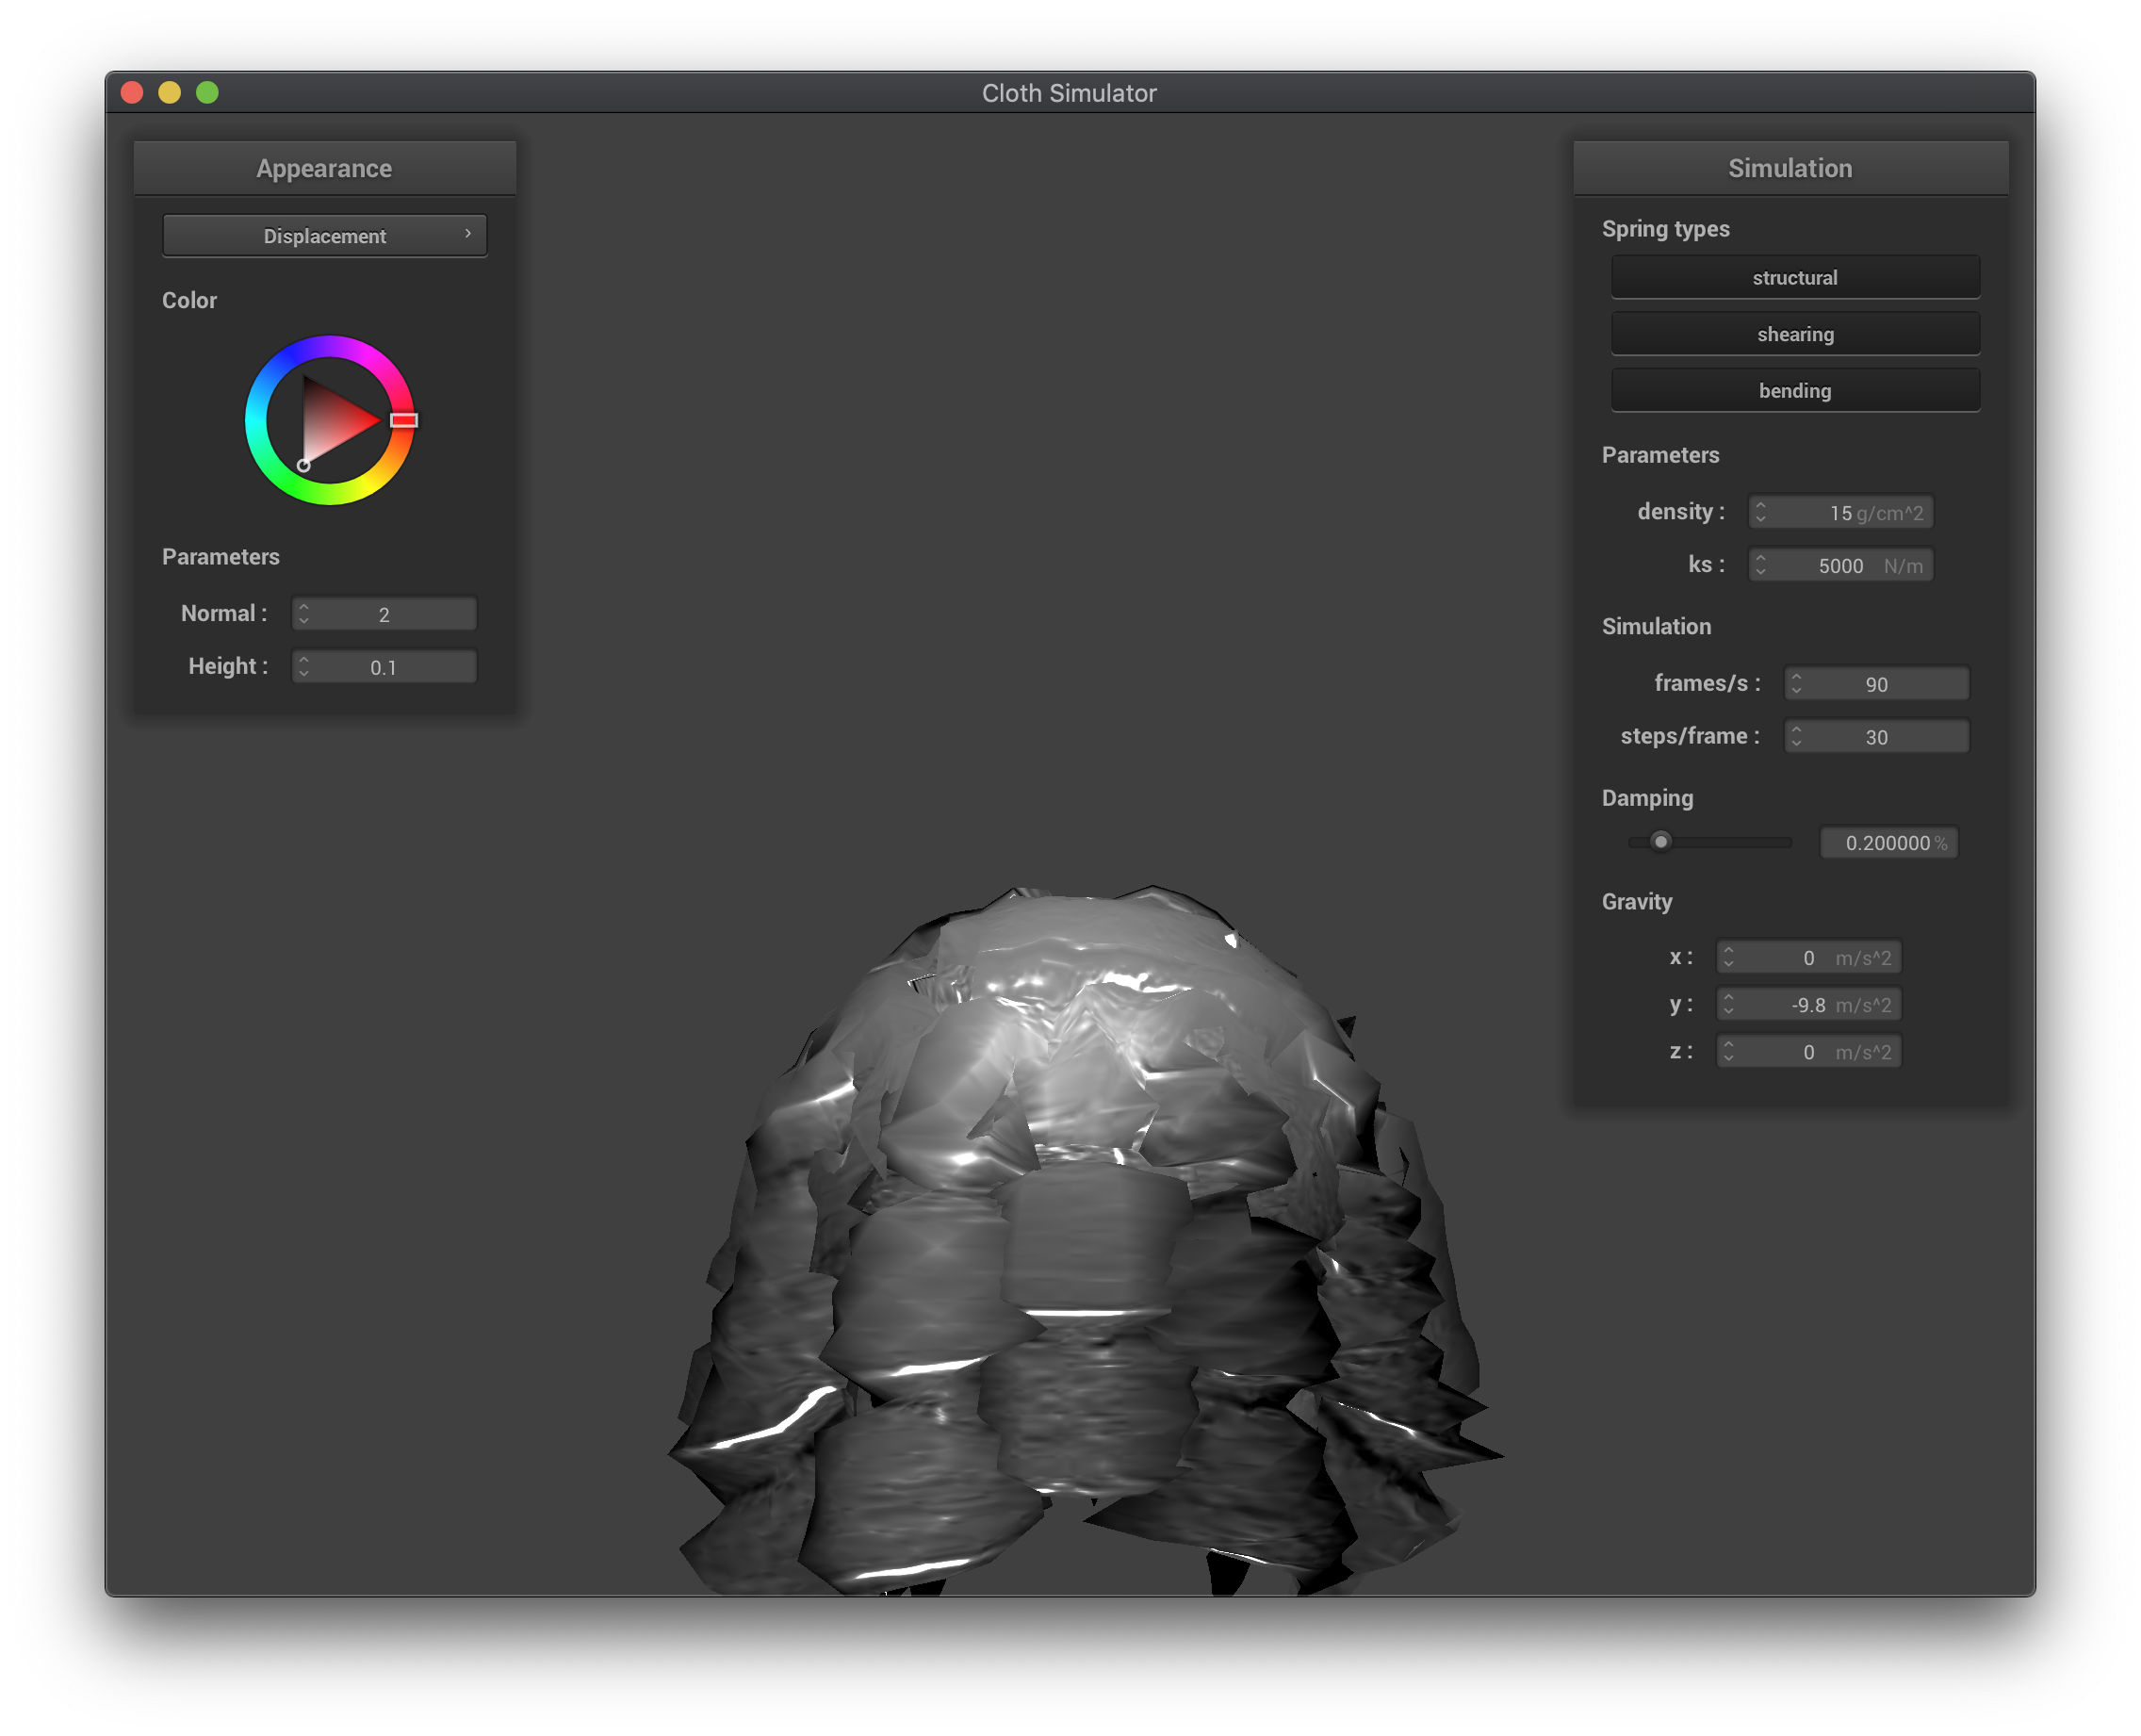 Cloth Simulator
Appearance
Displacement
Color
Parameters
Normal : 2
Height : 0.1
Simulation
Spring types
structural
shearing
bending
Parameters
density : 15 g/cm^2
ks : 5000 N/m
Simulation
frames/s : 90
steps/frame : 30
Damping
0.200000 %
Gravity
x : 0 m/s^2
y : -9.8 m/s^2
z : 0 m/s^2